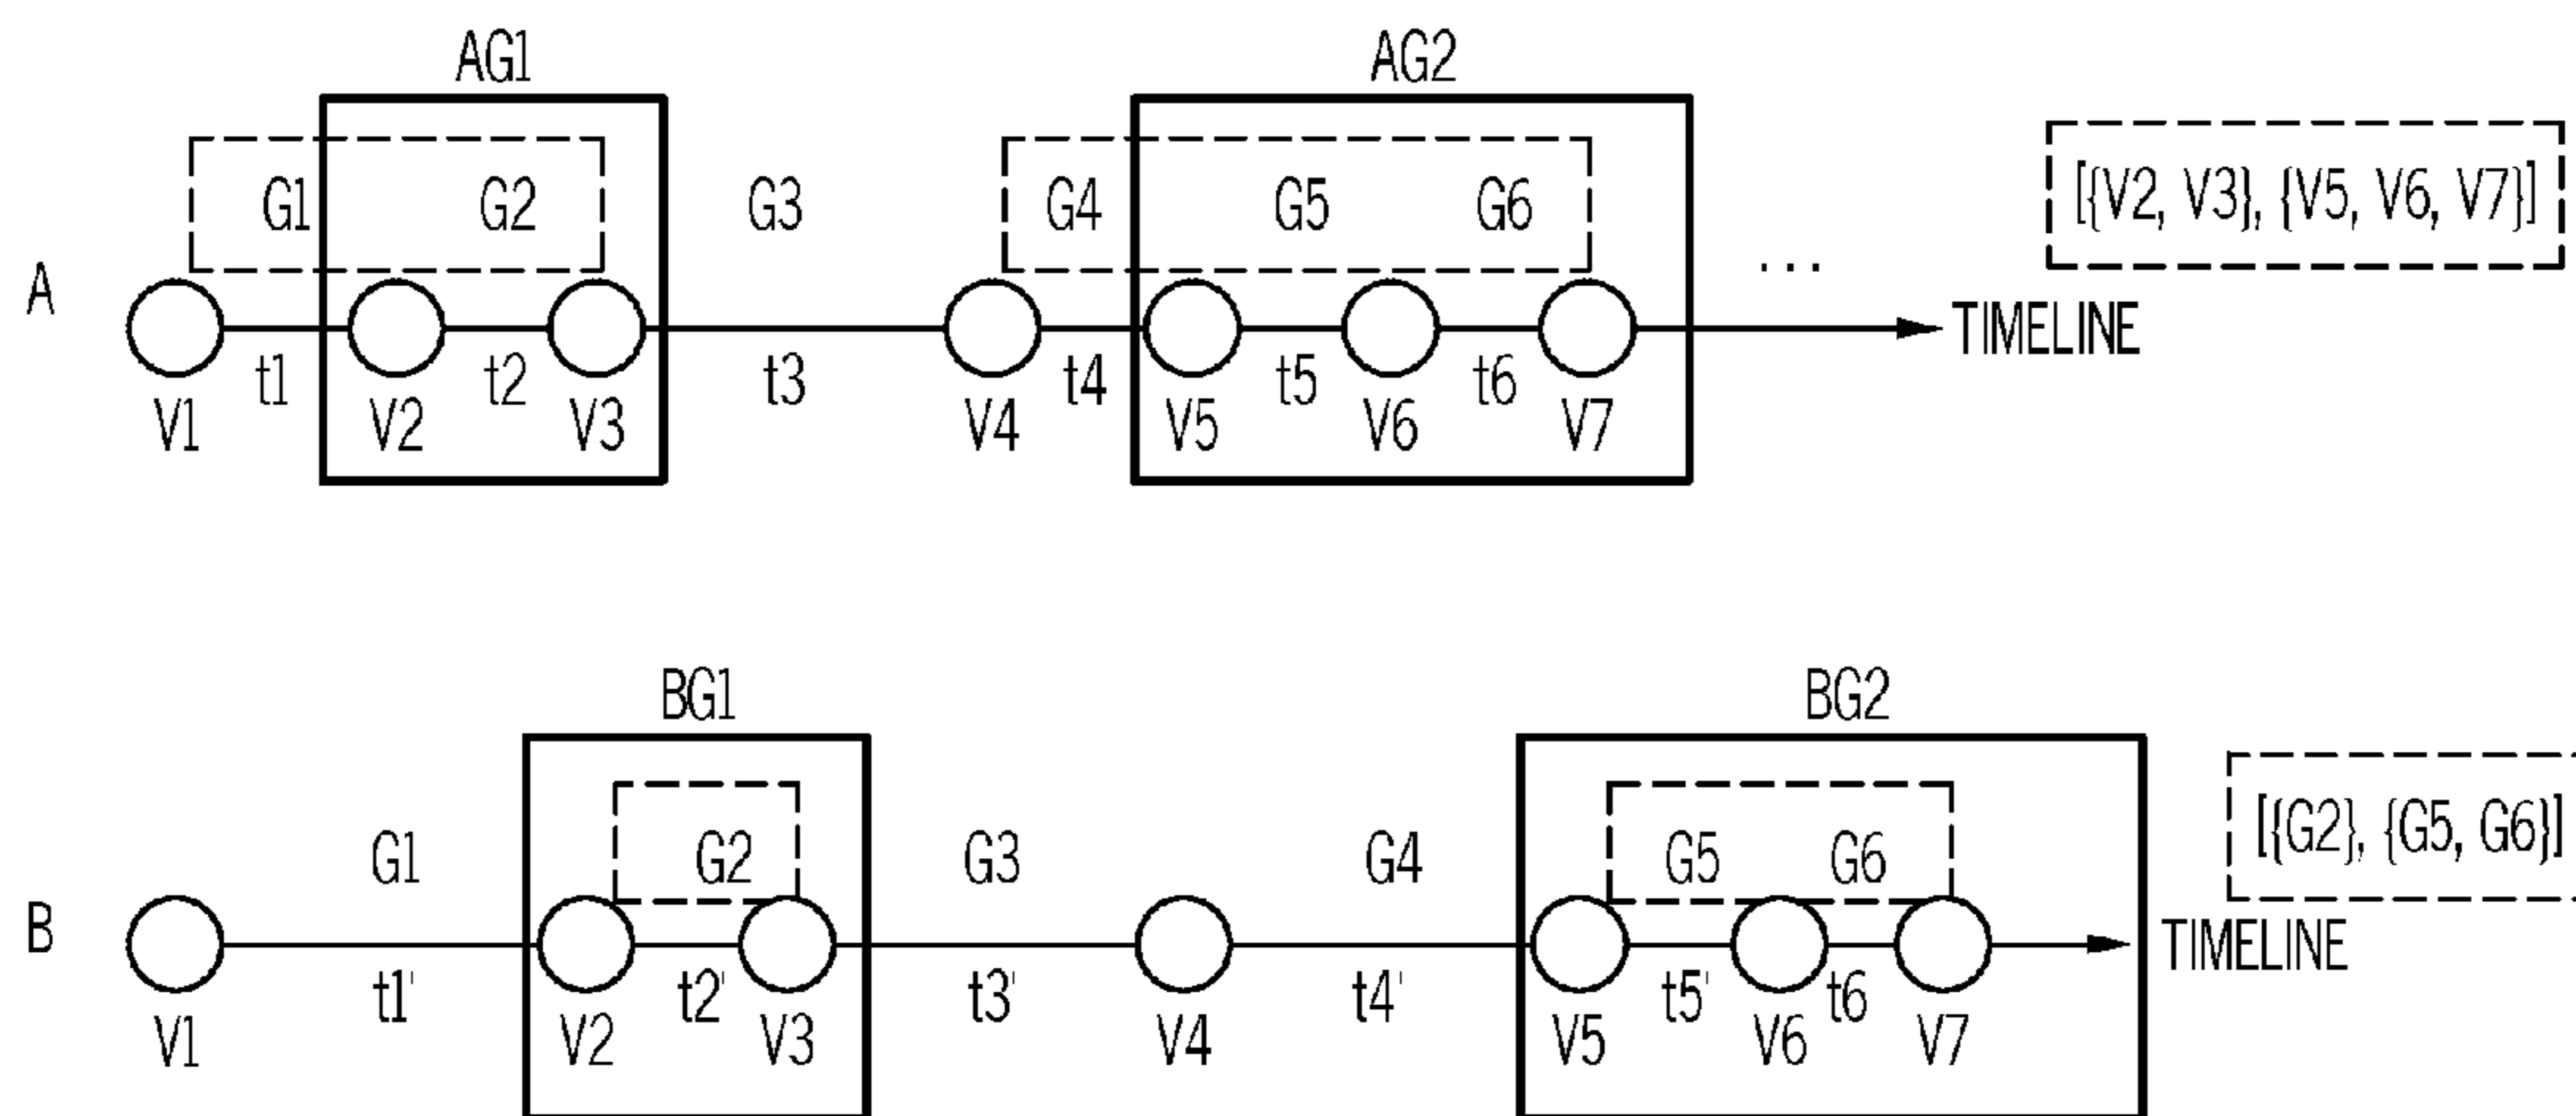 AG1 AG2
G1 G2 G3 G4 G5 G6 [{V2, V3}, {V5, V6, V7}]
A ...
TIMELINE
t1 t2 t3 t4 t5 t6
V1 V2 V3 V4 V5 V6 V7
BG1 BG2
G1 G2 G3 G4 G5 G6 [{G2}, {G5, G6}]
B TIMELINE
t1' t2' t3' t4' t5' t6
V1 V2 V3 V4 V5 V6 V7